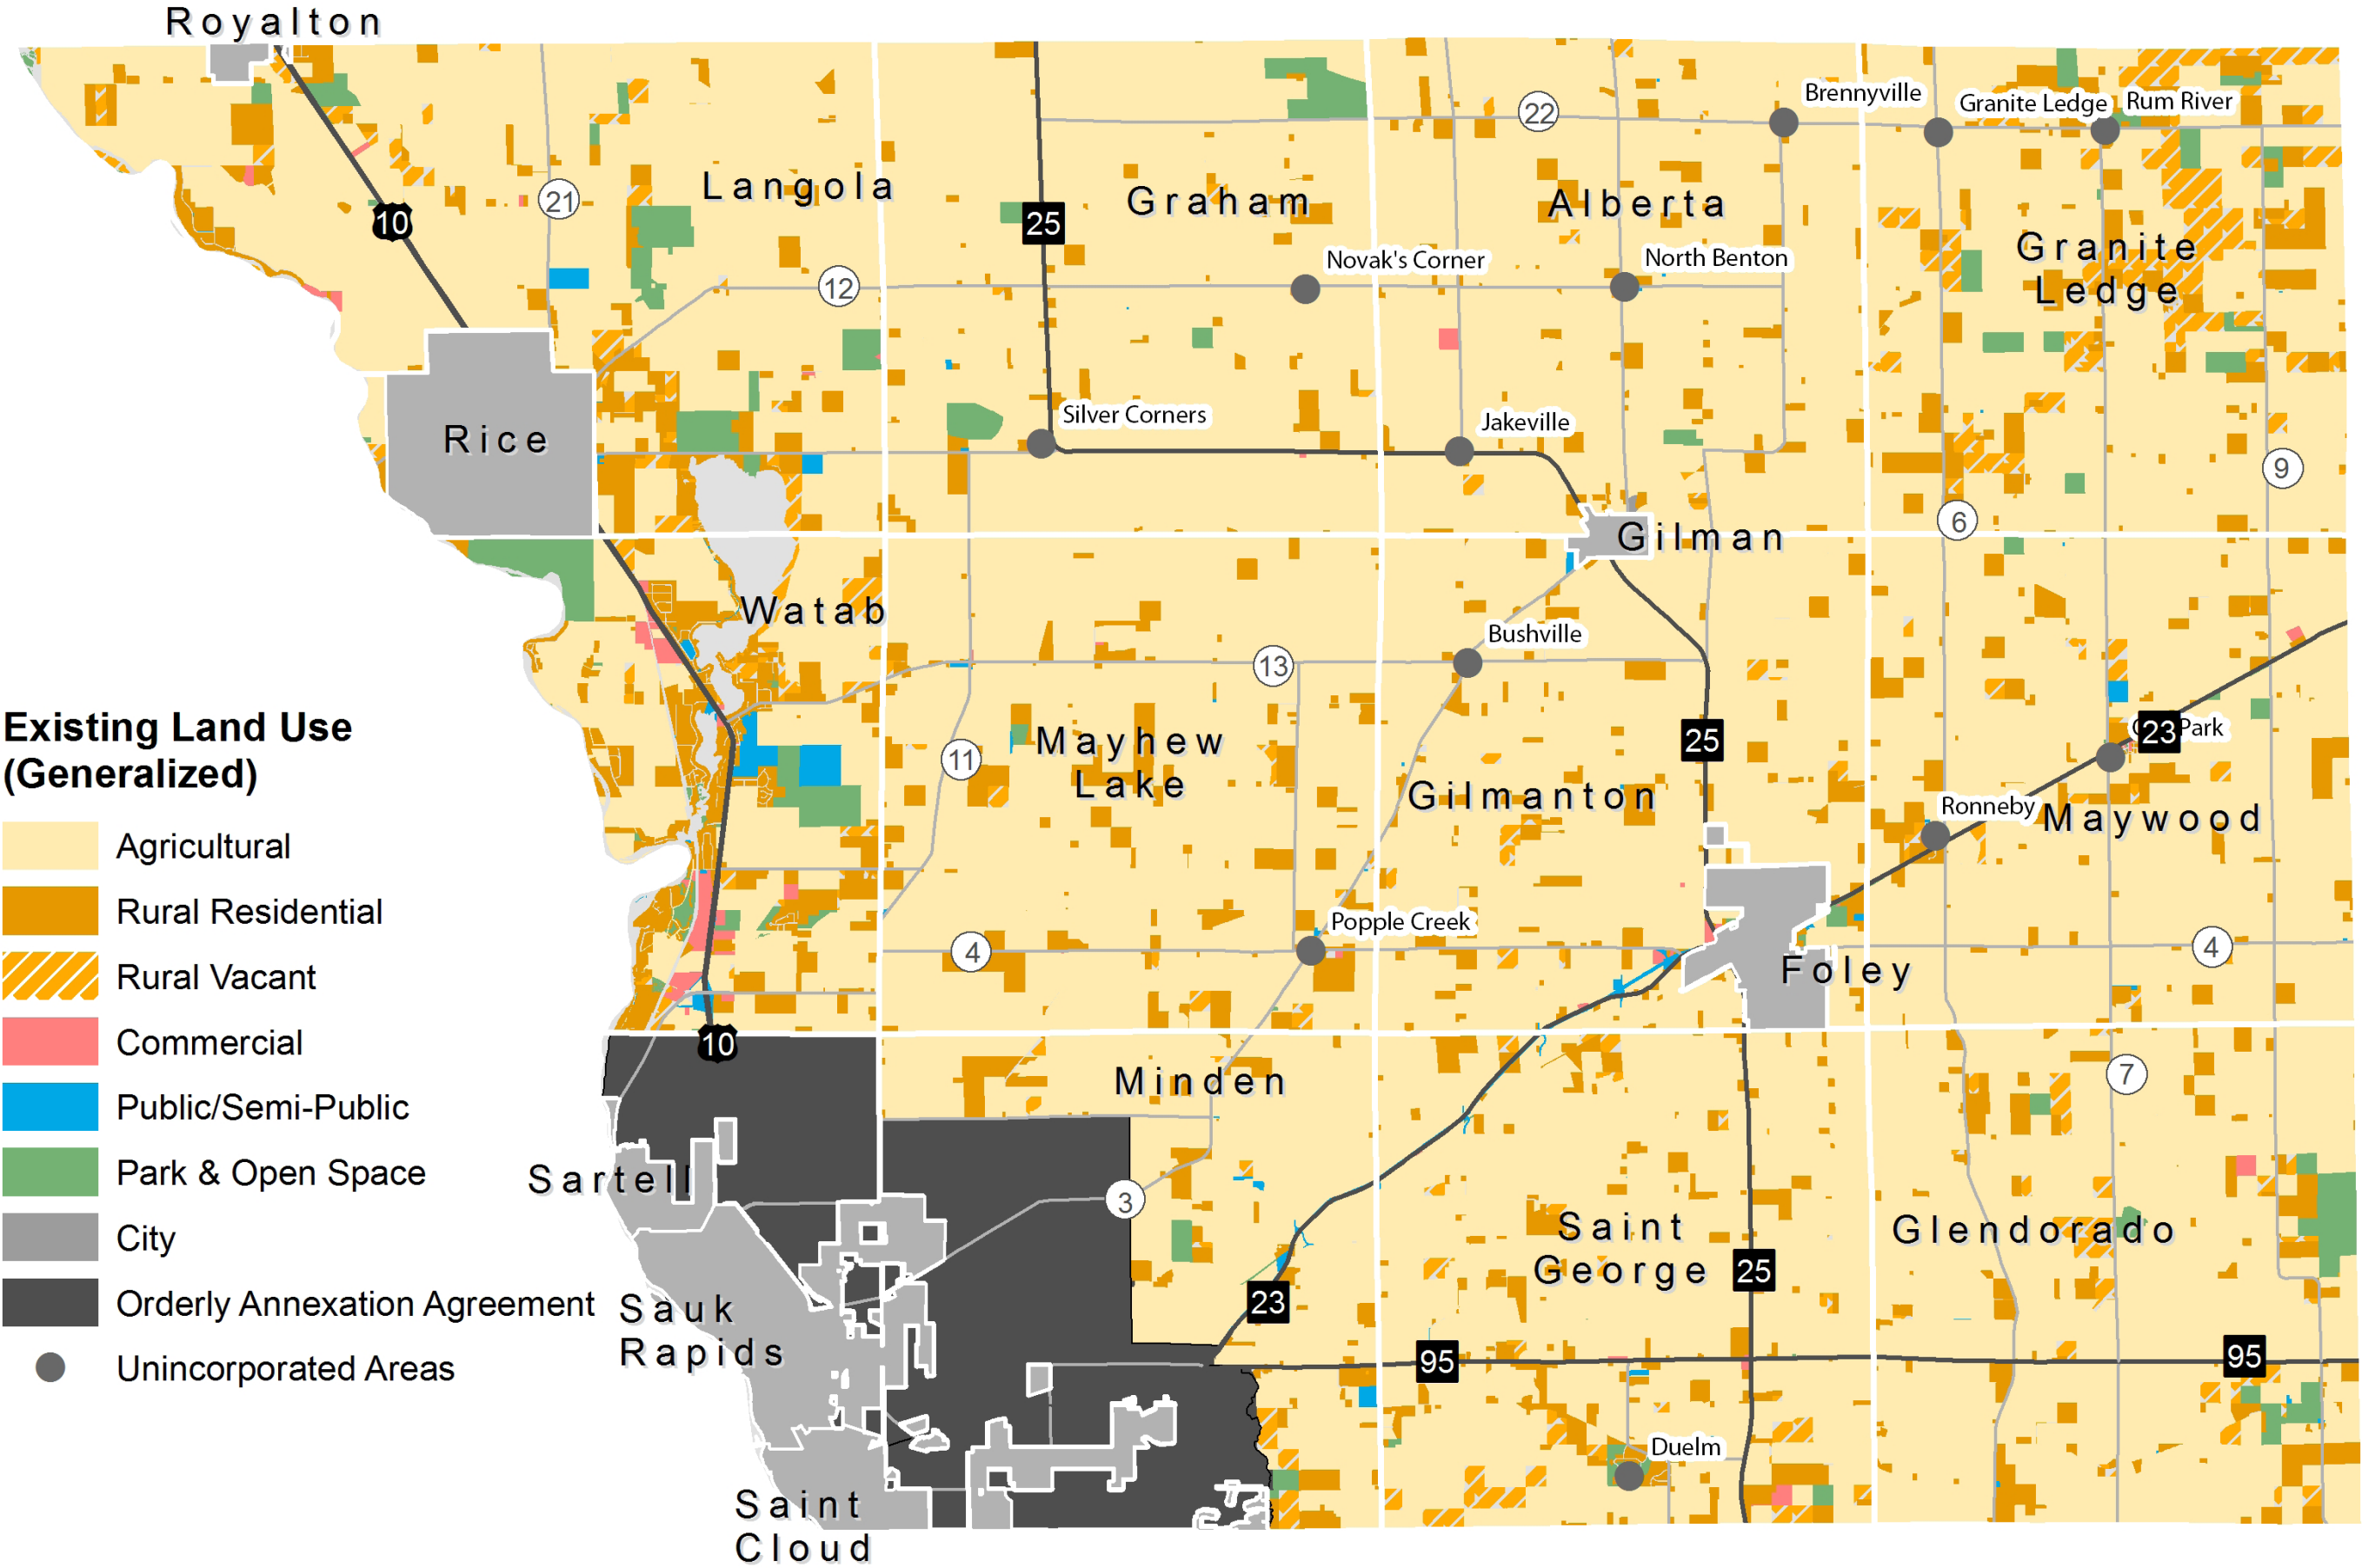 Royalton
Brennyville
Granite Ledge
Rum River
22
Langola
21
10
25
Graham
Alberta
Granite
Ledge
Novak's Corner
North Benton
12
Silver Corners
Jakeville
Rice
9
6
Gilman
Watab
Bushville
13
Existing Land Use
(Generalized)
Agricultural
Rural Residential
Rural Vacant
Commercial
Public/Semi-Public
Park & Open Space
City
Orderly Annexation Agreement
Unincorporated Areas
11
Mayhew
Lake
25
23
Park
Gilmanton
Ronneby
Maywood
Popple Creek
4
4
Foley
10
Minden
7
Sartell
3
Saint
George
25
Glendorado
Sauk
Rapids
23
95
95
Duelm
Saint
Cloud